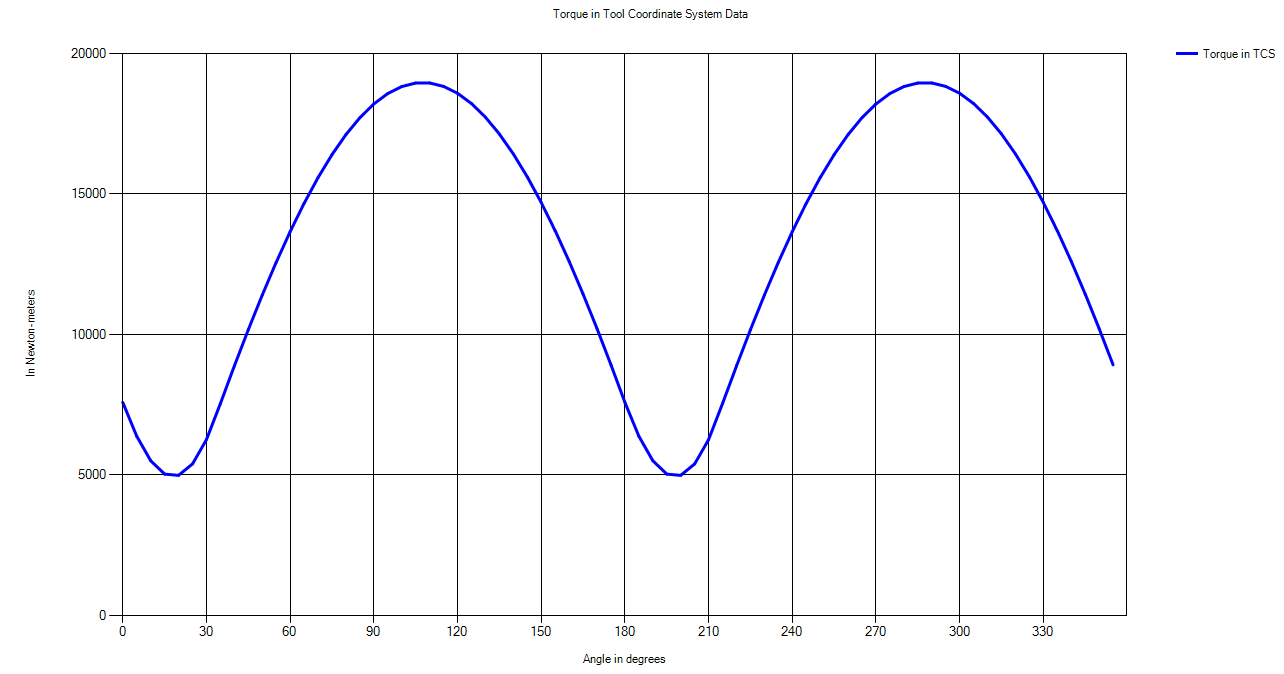 Torque in Tool Coordinate System Data
Torque in TCS
20000
15000
10000
5000
0
In Newton-meters
0 30 60 90 120 150 180 210 240 270 300 330
Angle in degrees